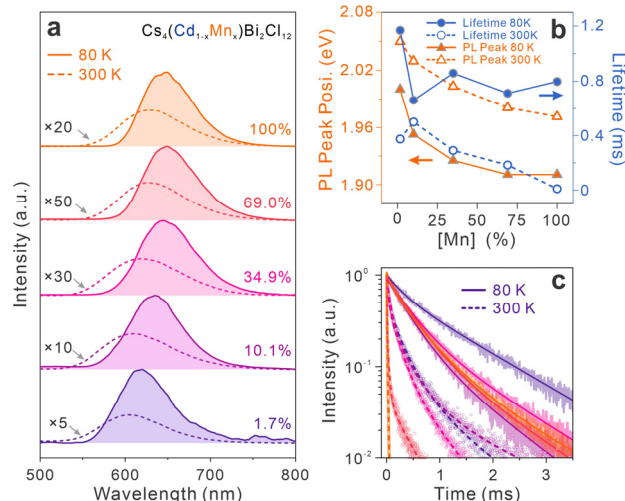 a
Cs4(Cd1-xMnx)Bi2Cl12
80 K
300 K
×20
100%
×50
69.0%
×30
34.9%
×10
10.1%
×5
1.7%
Intensity (a.u.)
500 600 700 800
Wavelength (nm)
b
Lifetime 80K
Lifetime 300K
PL Peak 80 K
PL Peak 300 K
PL Peak Posi. (eV)
2.08
2.02
1.96
1.90
Lifetime (ms)
1.2
0.8
0.4
0
0 25 50 75 100
[Mn] (%)
c
80 K
300 K
Intensity (a.u.)
10^0
10^-1
10^-2
0 1 2 3
Time (ms)